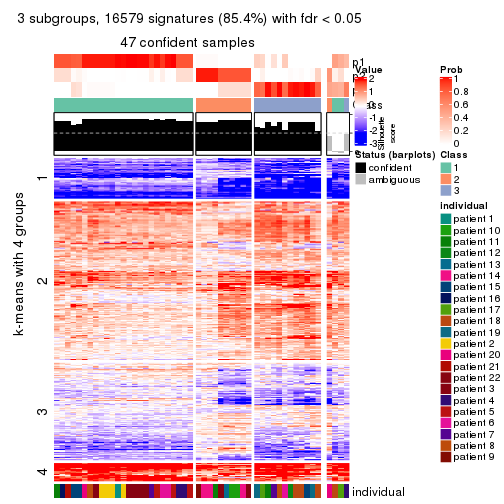 3 subgroups, 16579 signatures (85.4%) with fdr < 0.05
47 confident samples
p1
Value
2
1
0
-1
-2
-3
Silhouette
score
Prob
1
0.8
0.6
0.4
0.2
0
Status (barplots)
confident
ambiguous
Class
1
2
3
individual
patient 1
patient 10
patient 11
patient 12
patient 13
patient 14
patient 15
patient 16
patient 17
patient 18
patient 19
patient 2
patient 20
patient 21
patient 22
patient 3
patient 4
patient 5
patient 6
patient 7
patient 8
patient 9
k-means with 4 groups
1
2
3
4
individual